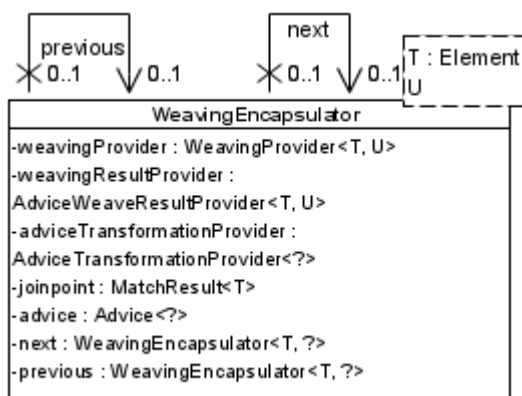 previous
next
0..1
0..1
0..1
0..1
T : Element
U
WeavingEncapsulator
-weavingProvider : WeavingProvider<T, U>
-weavingResultProvider :
AdviceWeaveResultProvider<T, U>
-adviceTransformationProvider :
AdviceTransformationProvider<?>
-joinpoint : MatchResult<T>
-advice : Advice<?>
-next : WeavingEncapsulator<T, ?>
-previous : WeavingEncapsulator<T, ?>